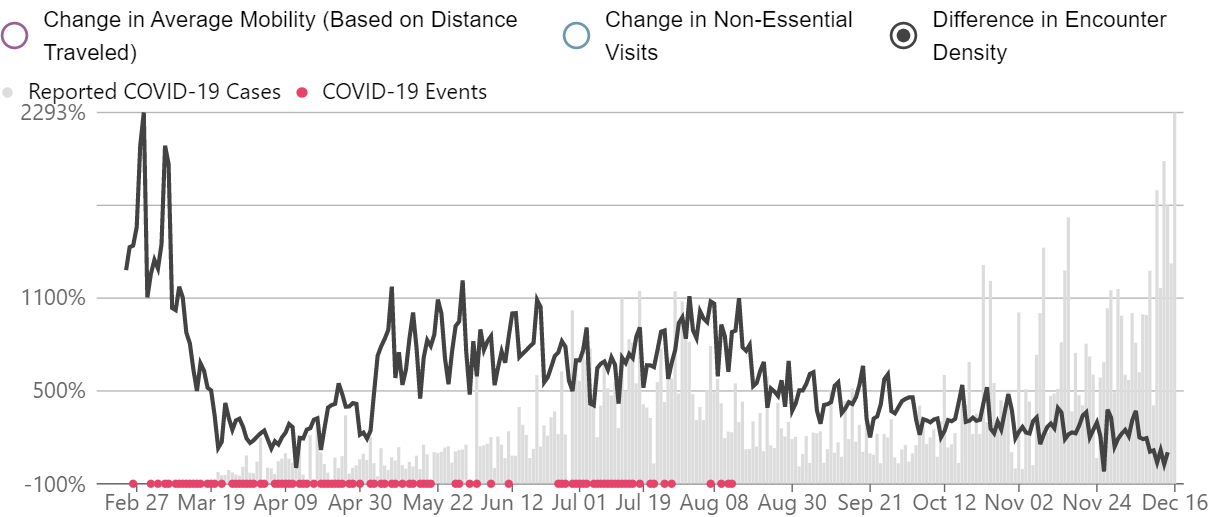 Change in Average Mobility (Based on Distance
Traveled)
Change in Non-Essential
Visits
Difference in Encounter
Density
Reported COVID-19 Cases
COVID-19 Events
2293%
1100%
500%
-100%
Feb 27 Mar 19 Apr 09 Apr 30 May 22 Jun 12 Jul 01 Jul 19 Aug 08 Aug 30 Sep 21 Oct 12 Nov 02 Nov 24 Dec 16